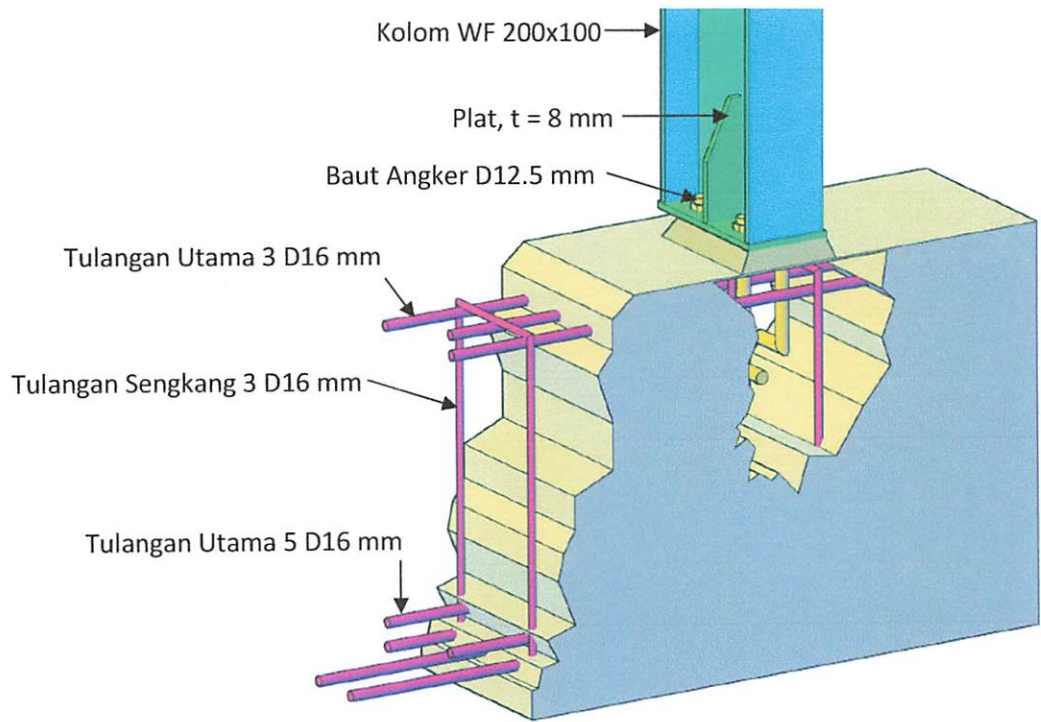 Kolom WF 200x100
Plat, t = 8 mm
Baut Angker D12.5 mm
Tulangan Utama 3 D16 mm
Tulangan Sengkang 3 D16 mm
Tulangan Utama 5 D16 mm